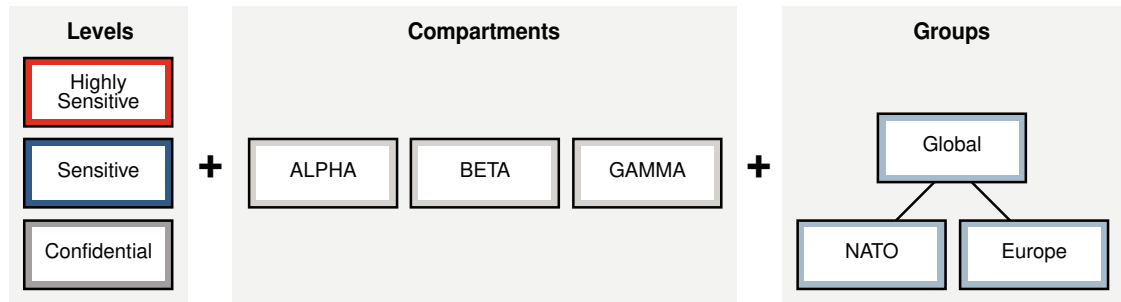 Levels
Highly
Sensitive
Sensitive
Confidential
+
Compartments
ALPHA
BETA
GAMMA
+
Groups
Global
NATO
Europe